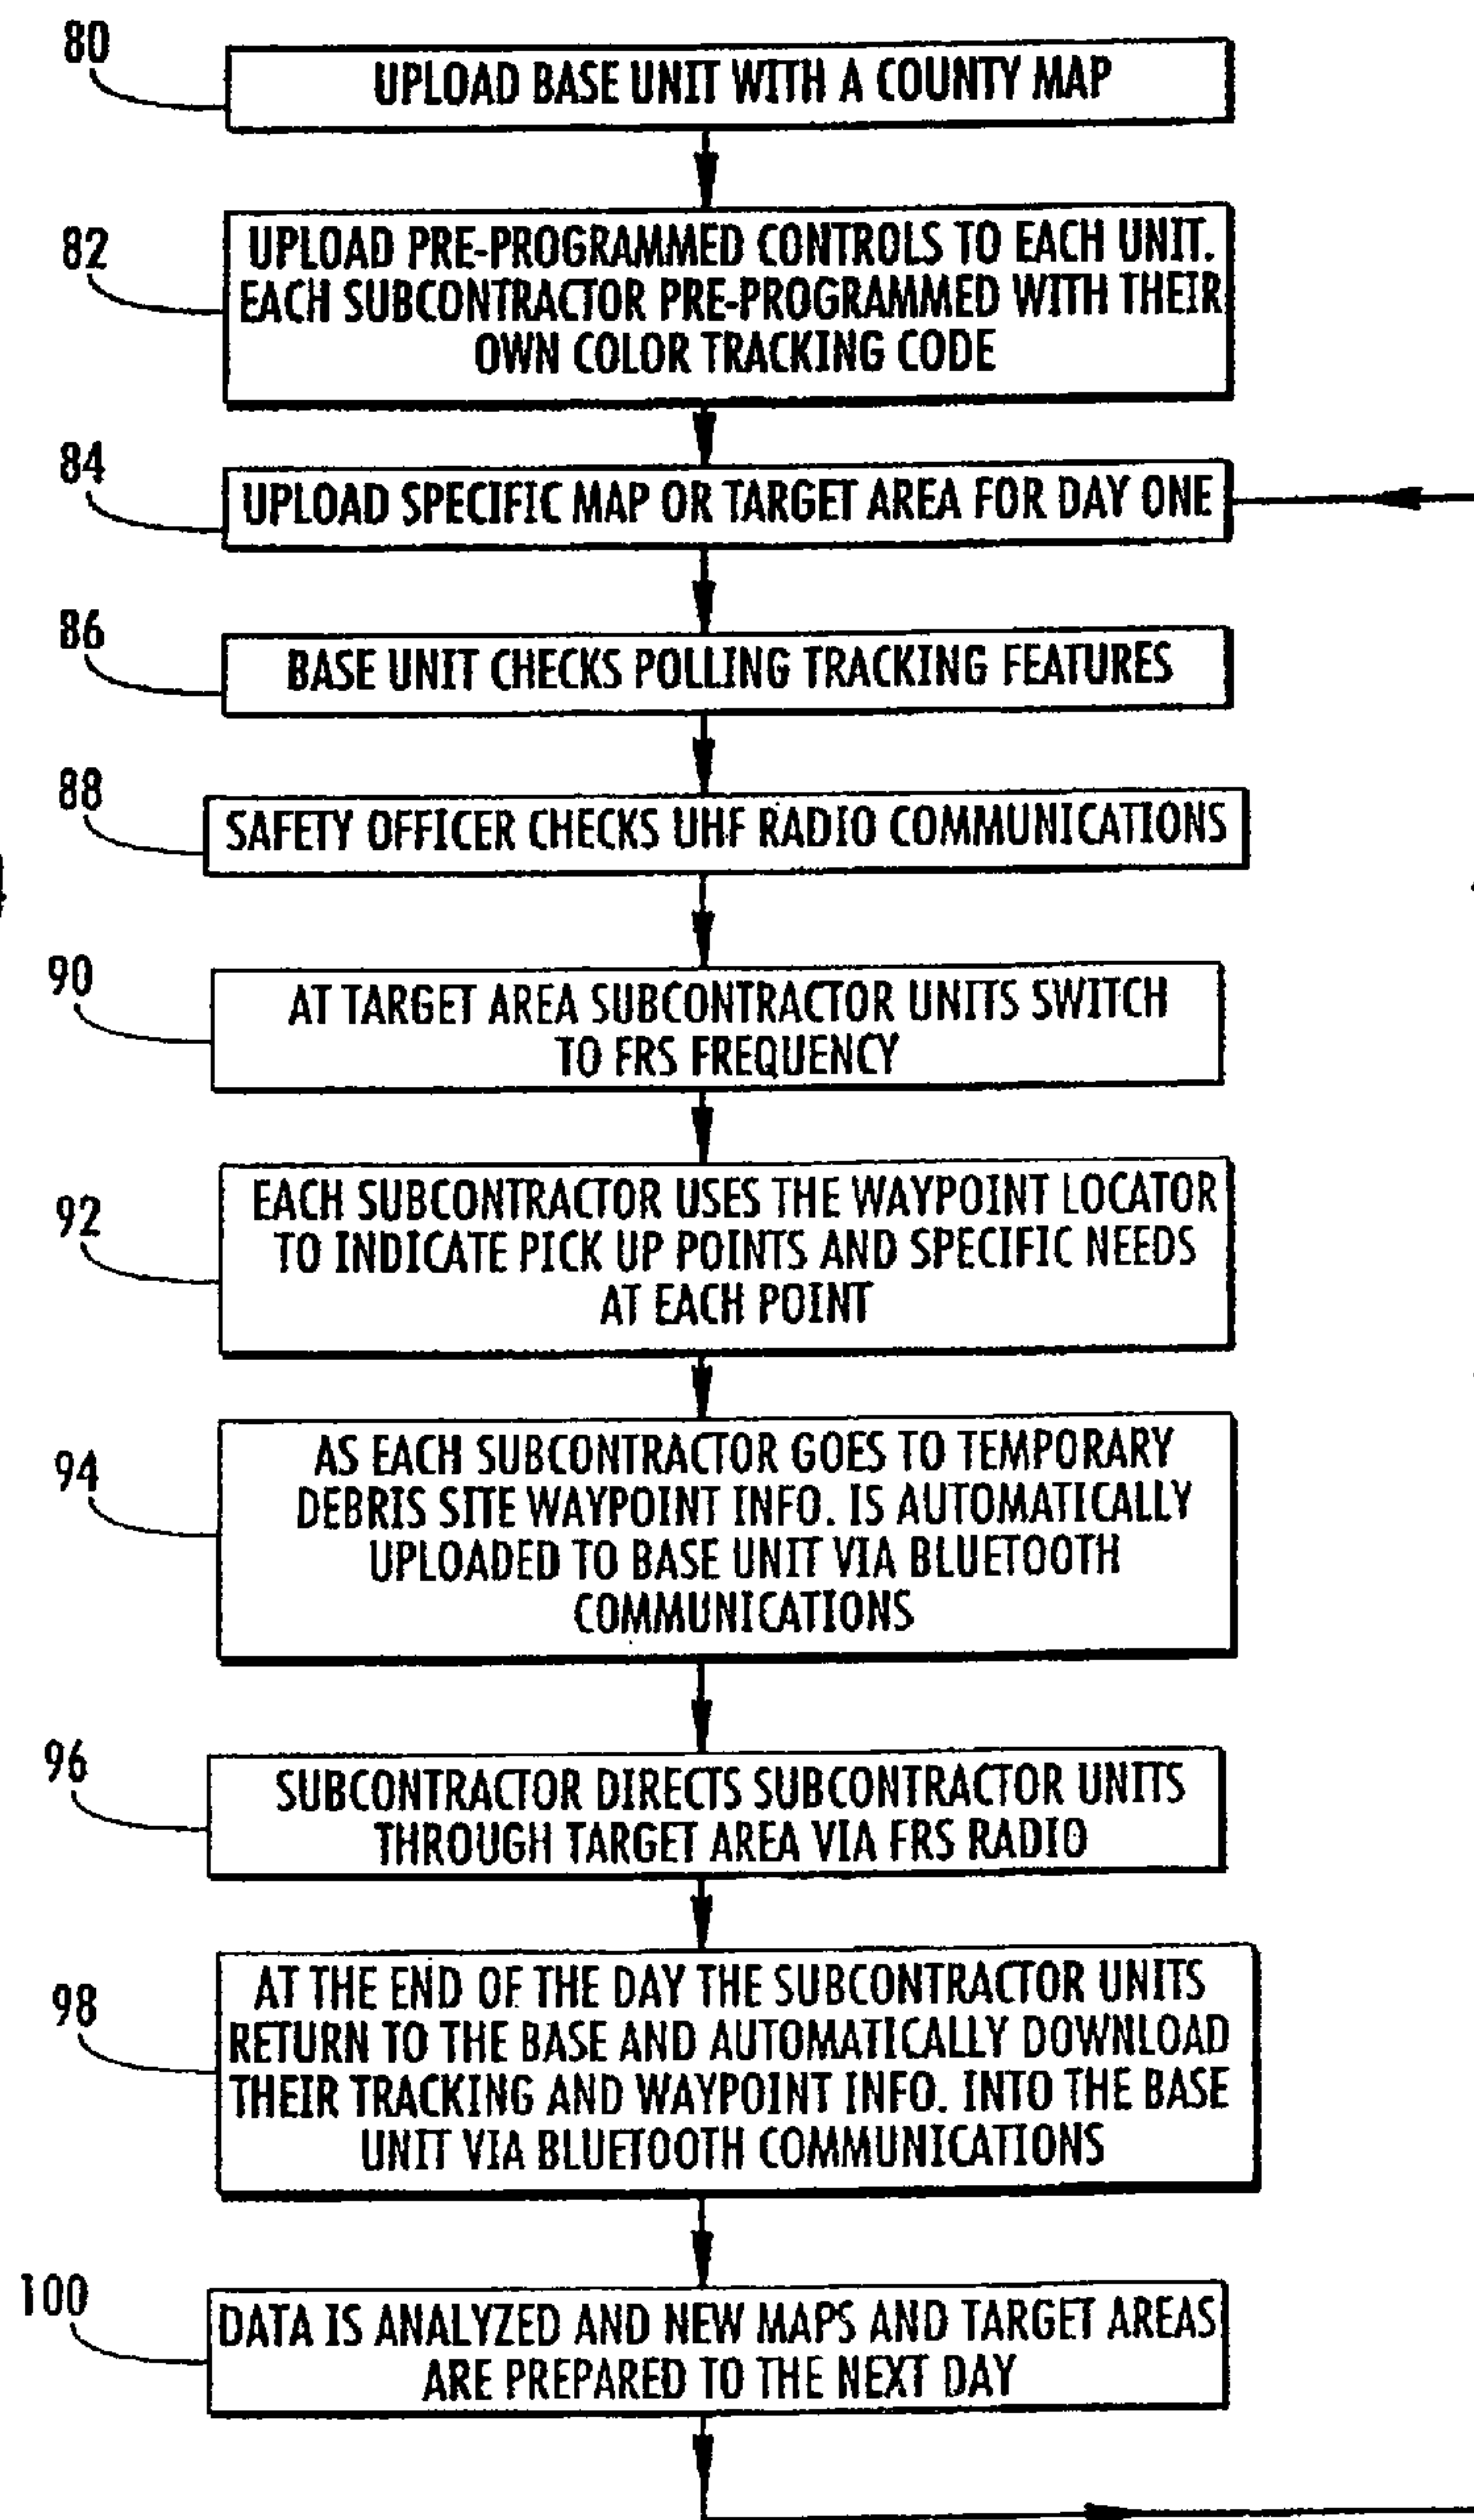 80
UPLOAD BASE UNIT WITH A COUNTY MAP
82
UPLOAD PRE-PROGRAMMED CONTROLS TO EACH UNIT.
EACH SUBCONTRACTOR PRE-PROGRAMMED WITH THEIR
OWN COLOR TRACKING CODE
84
UPLOAD SPECIFIC MAP OR TARGET AREA FOR DAY ONE
86
BASE UNIT CHECKS POLLING TRACKING FEATURES
88
SAFETY OFFICER CHECKS UHF RADIO COMMUNICATIONS
90
AT TARGET AREA SUBCONTRACTOR UNITS SWITCH
TO FRS FREQUENCY
92
EACH SUBCONTRACTOR USES THE WAYPOINT LOCATOR
TO INDICATE PICK UP POINTS AND SPECIFIC NEEDS
AT EACH POINT
94
AS EACH SUBCONTRACTOR GOES TO TEMPORARY
DEBRIS SITE WAYPOINT INFO. IS AUTOMATICALLY
UPLOADED TO BASE UNIT VIA BLUETOOTH
COMMUNICATIONS
96
SUBCONTRACTOR DIRECTS SUBCONTRACTOR UNITS
THROUGH TARGET AREA VIA FRS RADIO
98
AT THE END OF THE DAY THE SUBCONTRACTOR UNITS
RETURN TO THE BASE AND AUTOMATICALLY DOWNLOAD
THEIR TRACKING AND WAYPOINT INFO. INTO THE BASE
UNIT VIA BLUETOOTH COMMUNICATIONS
100
DATA IS ANALYZED AND NEW MAPS AND TARGET AREAS
ARE PREPARED TO THE NEXT DAY